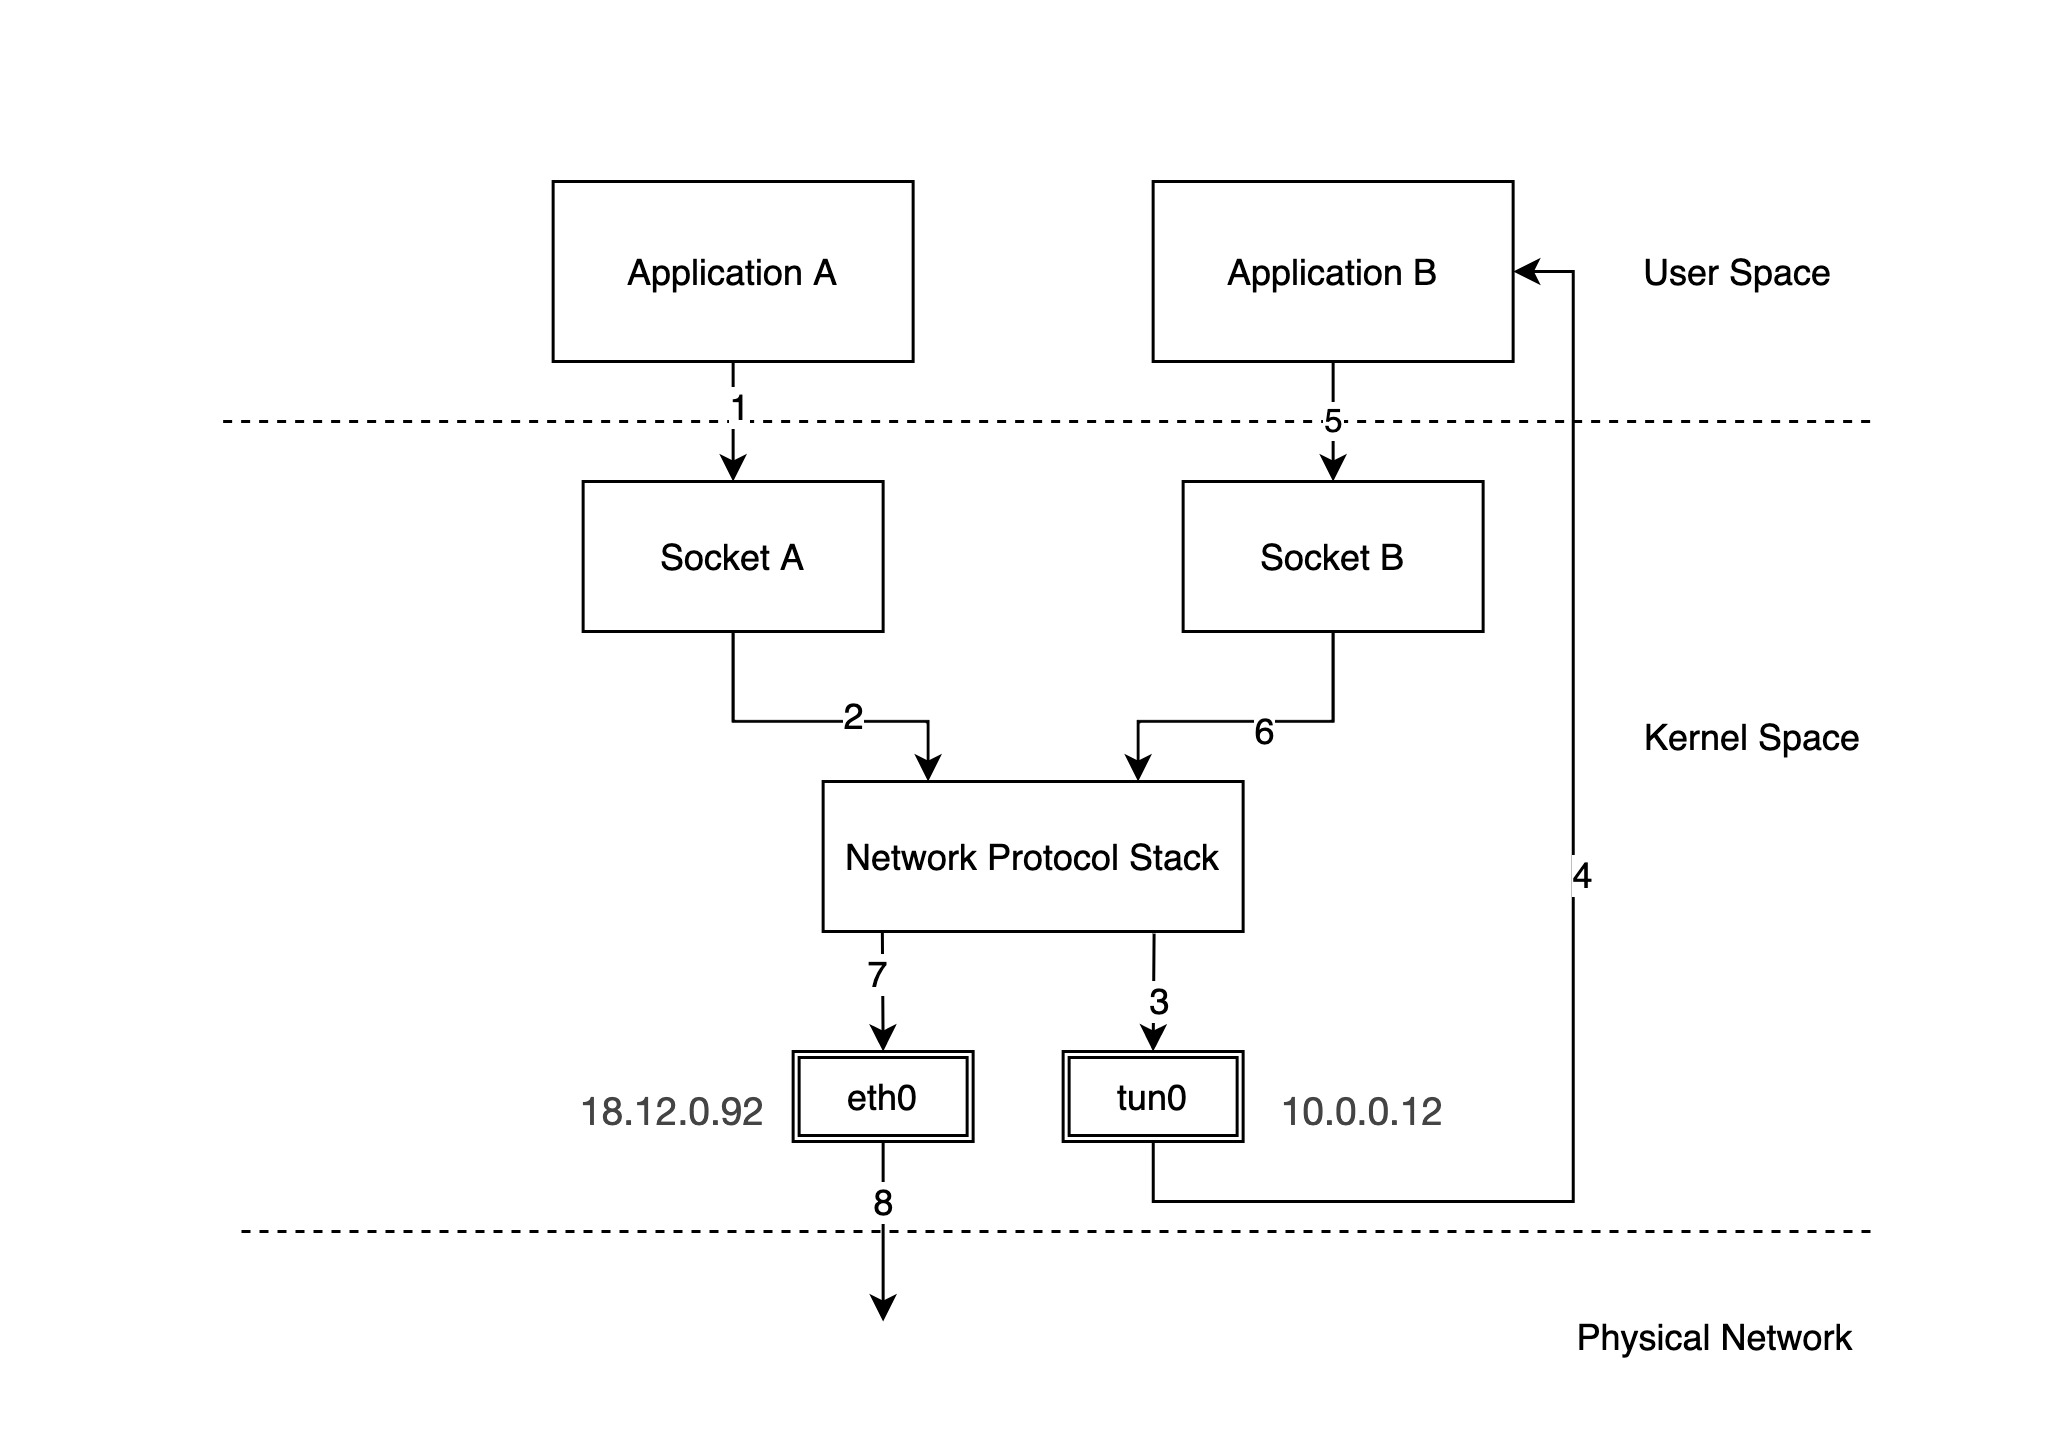 Application A
Application B
User Space
1
5
Socket A
Socket B
2
6
Kernel Space
Network Protocol Stack
4
7
3
18.12.0.92
eth0
tun0
10.0.0.12
8
Physical Network